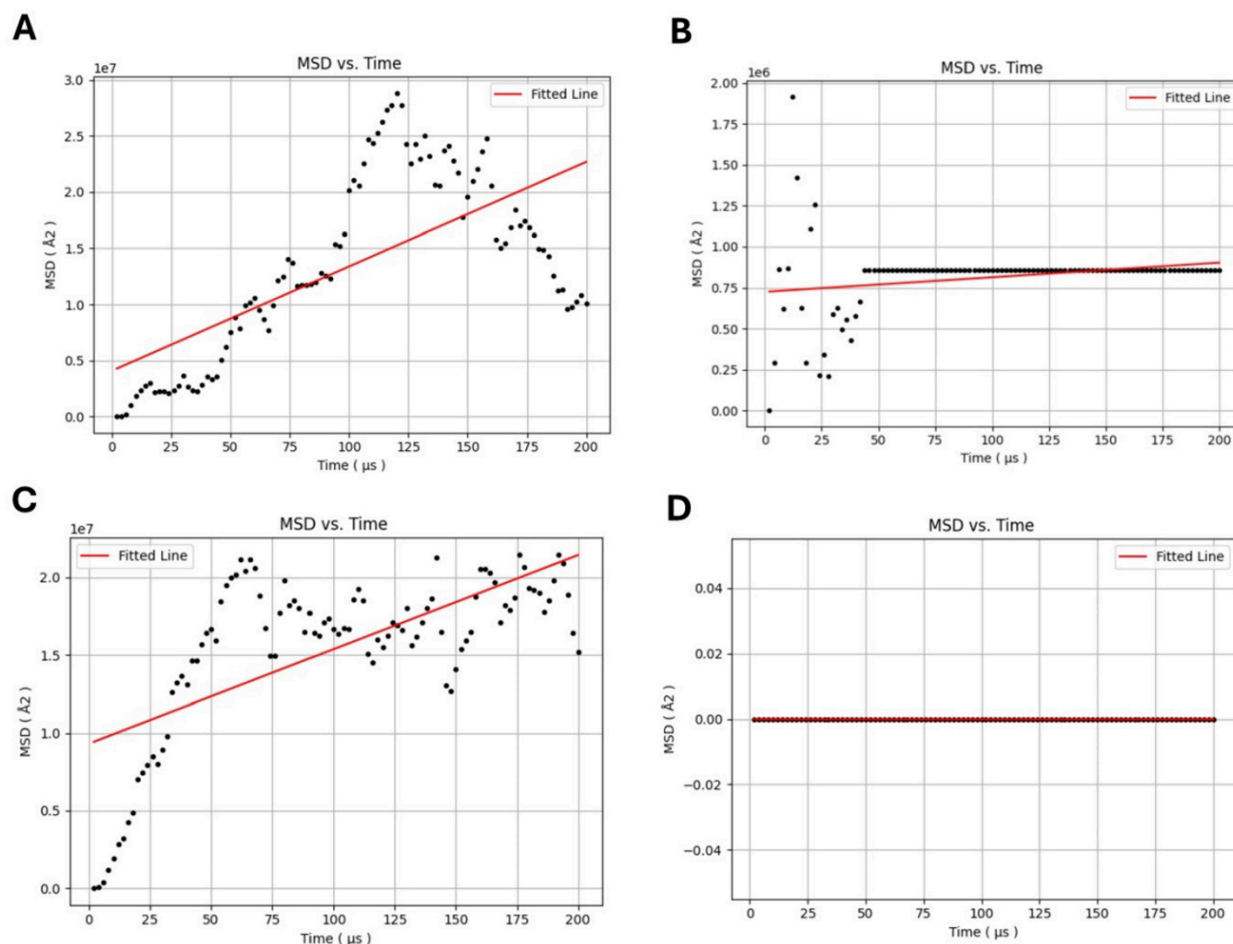 A
MSD vs. Time
1e7
Fitted Line
3.0
2.5
2.0
1.5
1.0
0.5
0.0
MSD ( Å2 )
0 25 50 75 100 125 150 175 200
Time ( μs )
B
MSD vs. Time
1e6
Fitted Line
2.00
1.75
1.50
1.25
1.00
0.75
0.50
0.25
0.00
MSD ( Å2 )
0 25 50 75 100 125 150 175 200
Time ( μs )
C
MSD vs. Time
1e7
Fitted Line
2.0
1.5
1.0
0.5
0.0
MSD ( Å2 )
0 25 50 75 100 125 150 175 200
Time ( μs )
D
MSD vs. Time
Fitted Line
0.04
0.02
0.00
−0.02
−0.04
MSD ( Å2 )
0 25 50 75 100 125 150 175 200
Time ( μs )